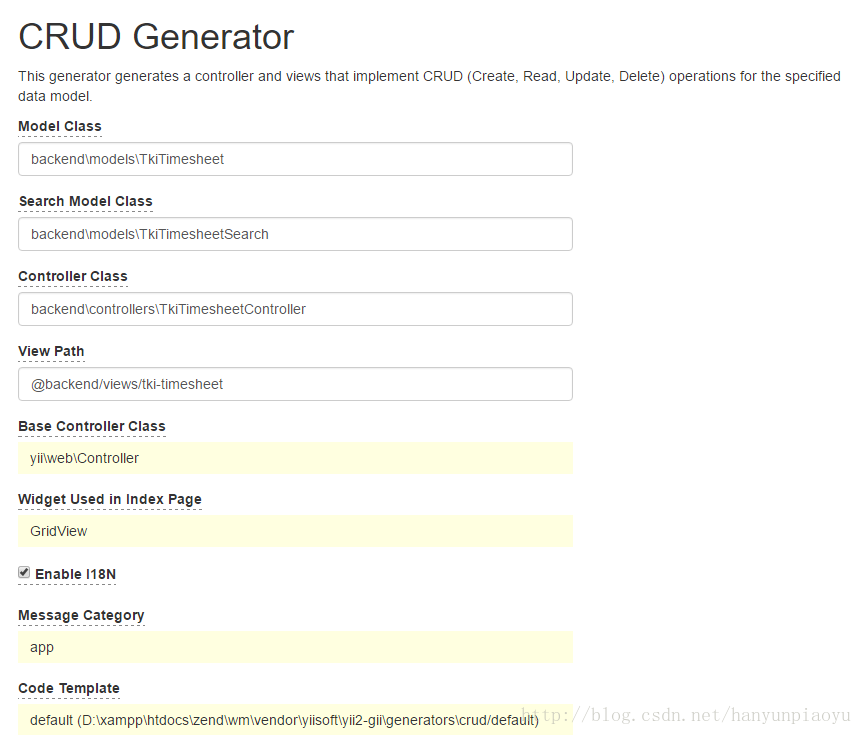 CRUD Generator
This generator generates a controller and views that implement CRUD (Create, Read, Update, Delete) operations for the specified
data model.
Model Class
backend\models\TkiTimesheet
Search Model Class
backend\models\TkiTimesheetSearch
Controller Class
backend\controllers\TkiTimesheetController
View Path
@backend/views/tki-timesheet
Base Controller Class
yii\web\Controller
Widget Used in Index Page
GridView
Enable I18N
Message Category
app
Code Template
default (D:\xampp\htdocs\zend\wm\vendor\yiisoft\yii2-gii\generators\crud/default)
http://blog.csdn.net/hanyunpiaoyu